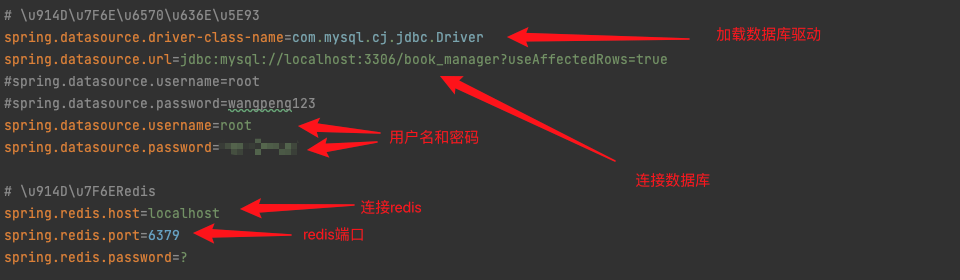 # \u914D\u7F6E\u6570\u636E\u5E93
spring.datasource.driver-class-name=com.mysql.cj.jdbc.Driver
加载数据库驱动
spring.datasource.url=jdbc:mysql://localhost:3306/book_manager?useAffectedRows=true
#spring.datasource.username=root
#spring.datasource.password=wangpeng123
spring.datasource.username=root
用户名和密码
spring.datasource.password=
连接数据库
# \u914D\u7F6ERedis
spring.redis.host=localhost
连接redis
spring.redis.port=6379
redis端口
spring.redis.password=?